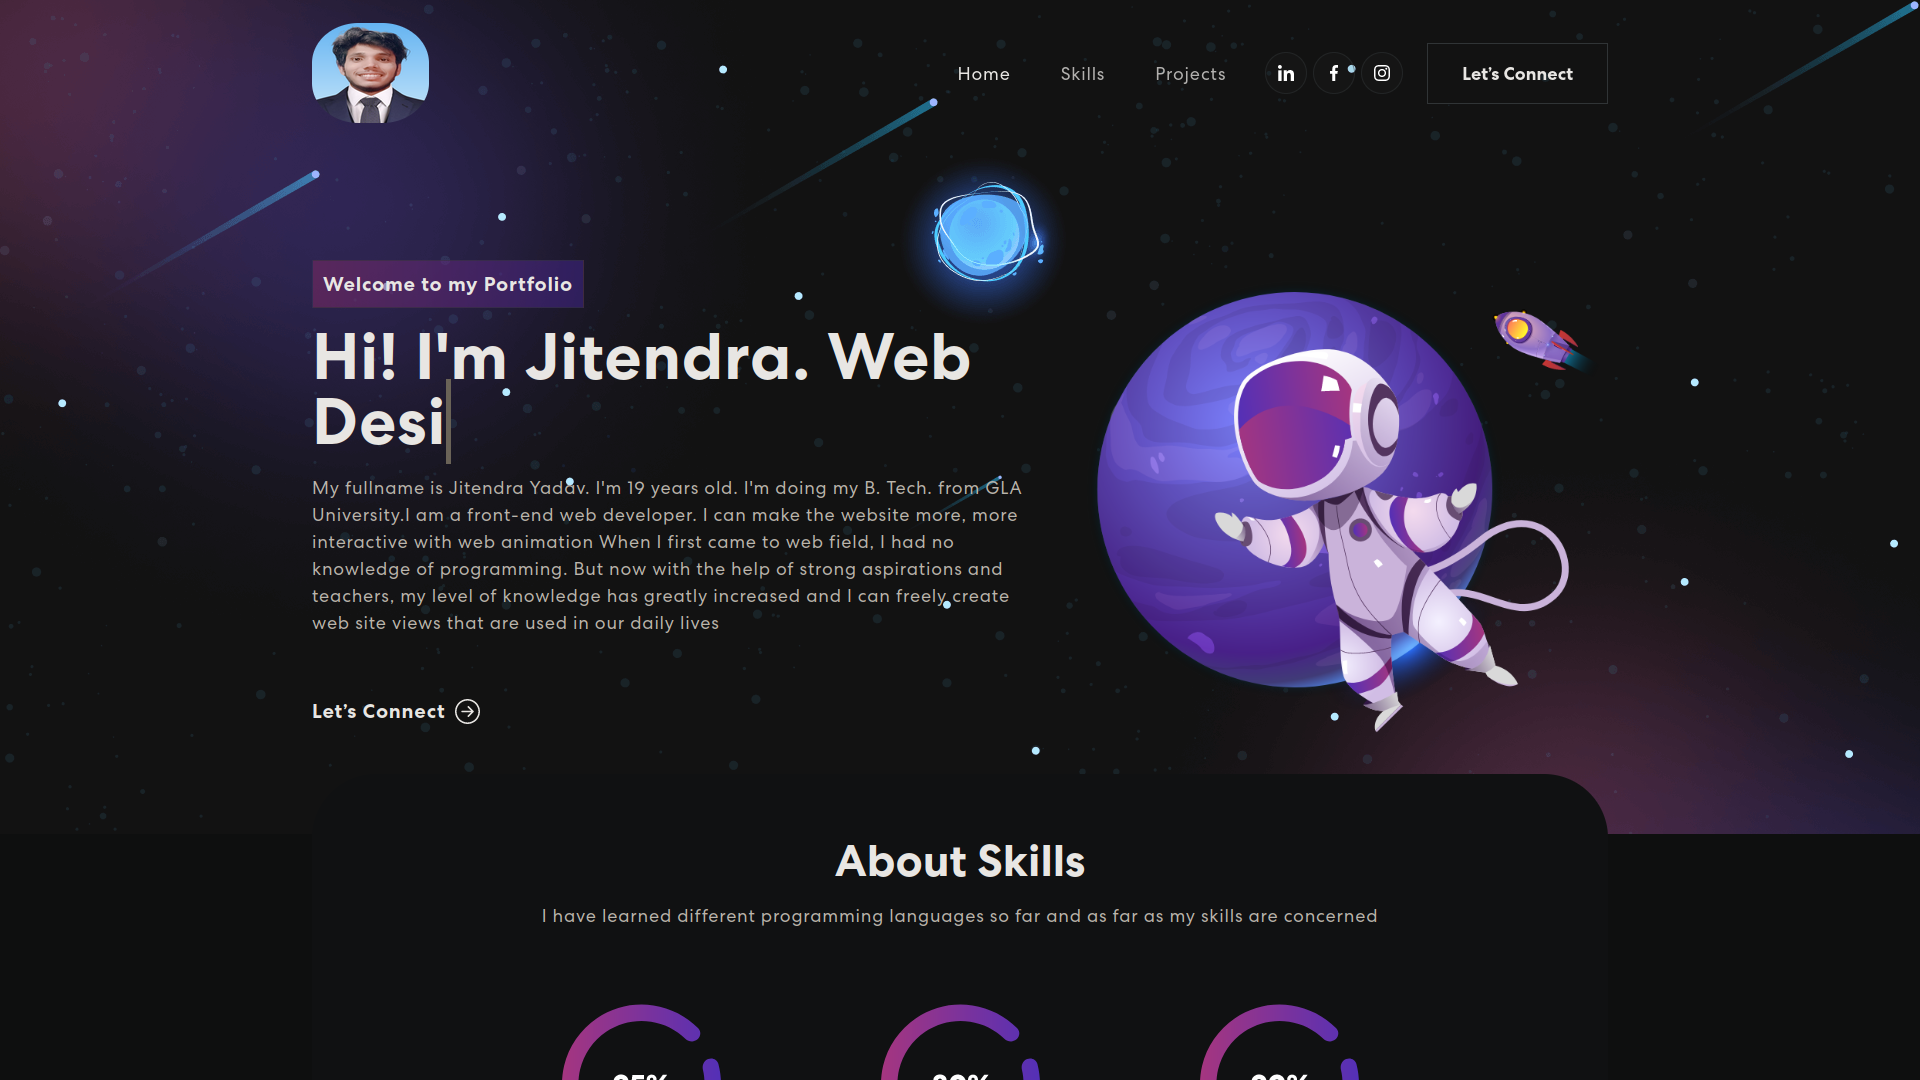 Home Skills Projects Let's Connect
Welcome to my Portfolio
Hi! I'm Jitendra. Web
Desi
My fullname is Jitendra Yadav. I'm 19 years old. I'm doing my B. Tech. from GLA
University.I am a front-end web developer. I can make the website more, more
interactive with web animation When I first came to web field, I had no
knowledge of programming. But now with the help of strong aspirations and
teachers, my level of knowledge has greatly increased and I can freely create
web site views that are used in our daily lives
Let's Connect
About Skills
I have learned different programming languages so far and as far as my skills are concerned